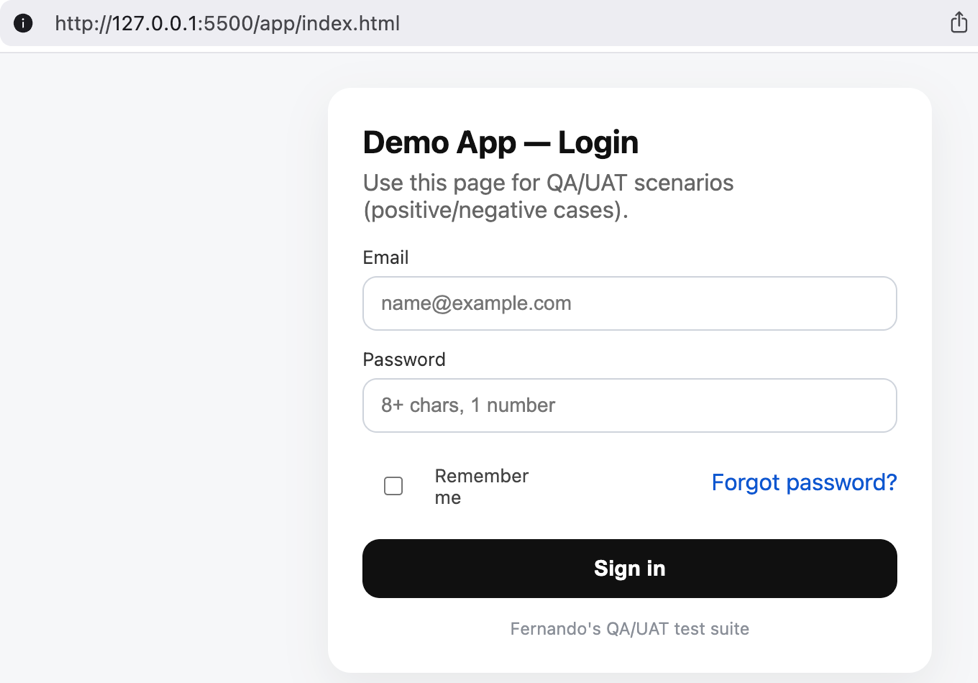 http://127.0.0.1:5500/app/index.html
Demo App — Login
Use this page for QA/UAT scenarios
(positive/negative cases).
Email
name@example.com
Password
8+ chars, 1 number
Remember
me
Forgot password?
Sign in
Fernando's QA/UAT test suite